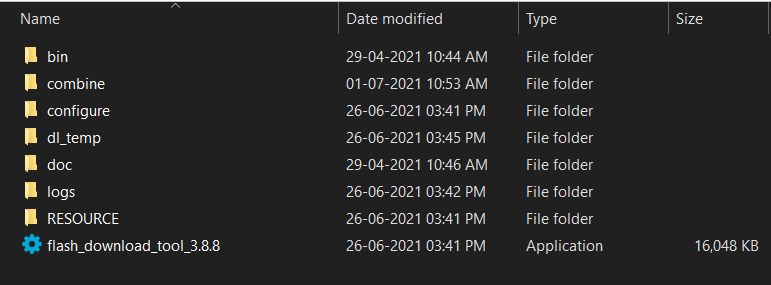 Name Date modified Type Size
bin 29-04-2021 10:44 AM File folder
combine 01-07-2021 10:53 AM File folder
configure 26-06-2021 03:41 PM File folder
dl_temp 26-06-2021 03:45 PM File folder
doc 29-04-2021 10:46 AM File folder
logs 26-06-2021 03:42 PM File folder
RESOURCE 26-06-2021 03:41 PM File folder
flash_download_tool_3.8.8 26-06-2021 03:41 PM Application 16,048 KB